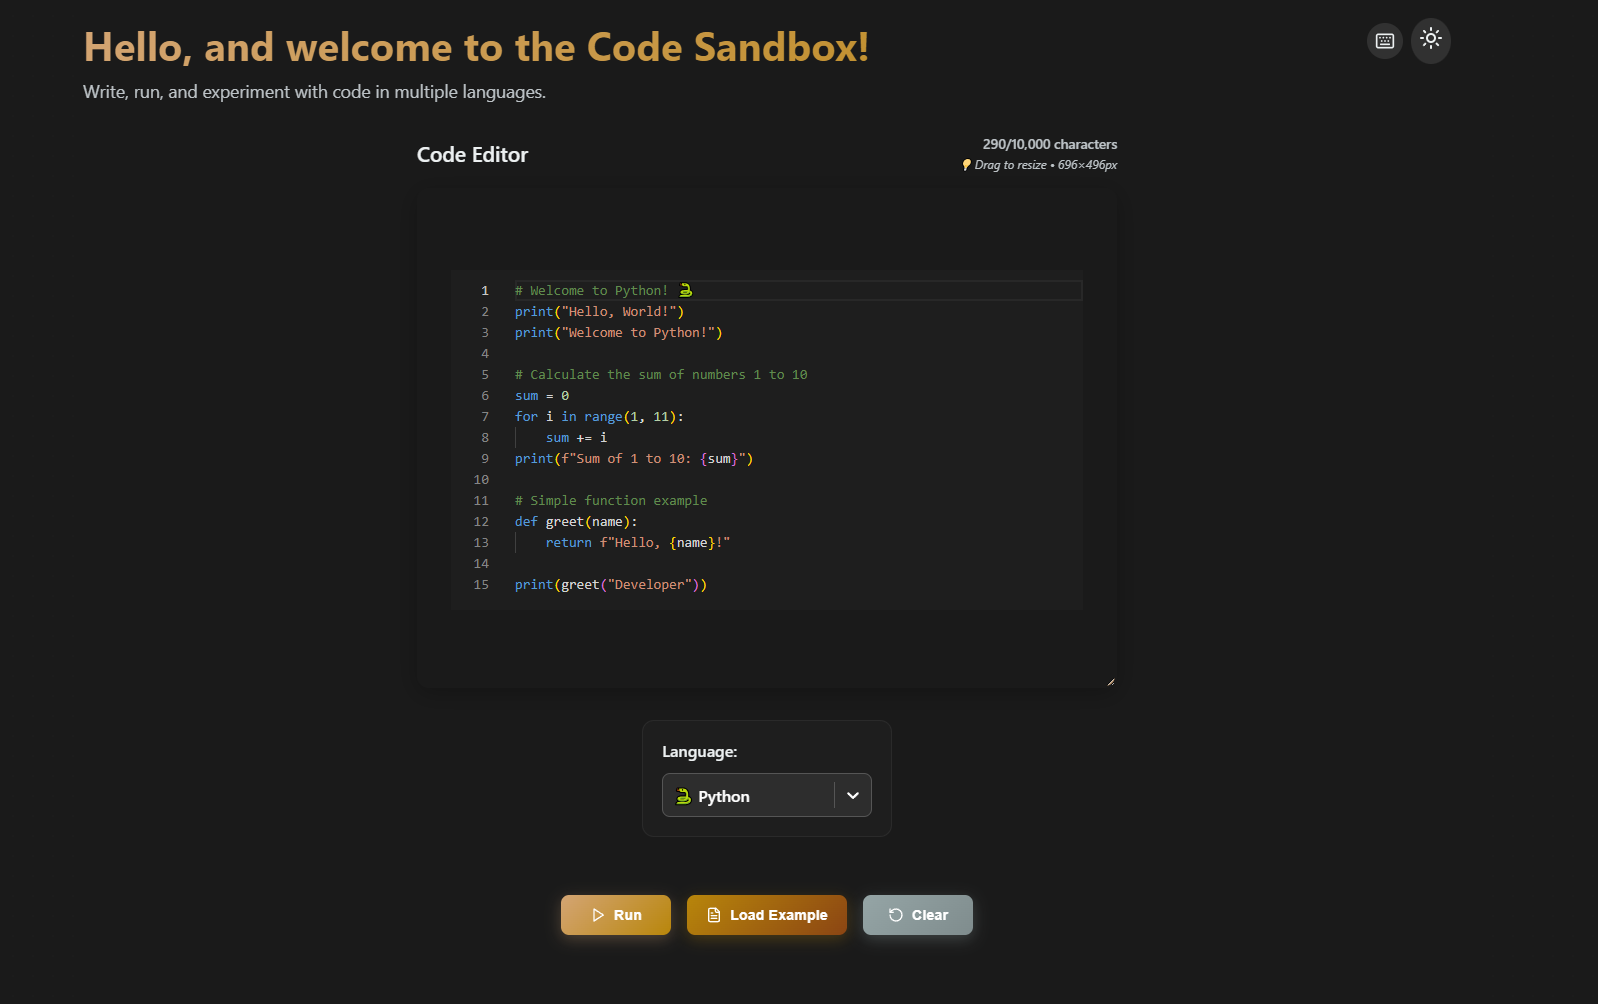 Hello, and welcome to the Code Sandbox!
Write, run, and experiment with code in multiple languages.
Code Editor
290/10,000 characters
💡 Drag to resize • 696×496px
1 # Welcome to Python! 🐍
2 print("Hello, World!")
3 print("Welcome to Python!")
4
5 # Calculate the sum of numbers 1 to 10
6 sum = 0
7 for i in range(1, 11):
8     sum += i
9 print(f"Sum of 1 to 10: {sum}")
10
11 # Simple function example
12 def greet(name):
13     return f"Hello, {name}!"
14
15 print(greet("Developer"))
Language:
🐍 Python
Run
Load Example
Clear